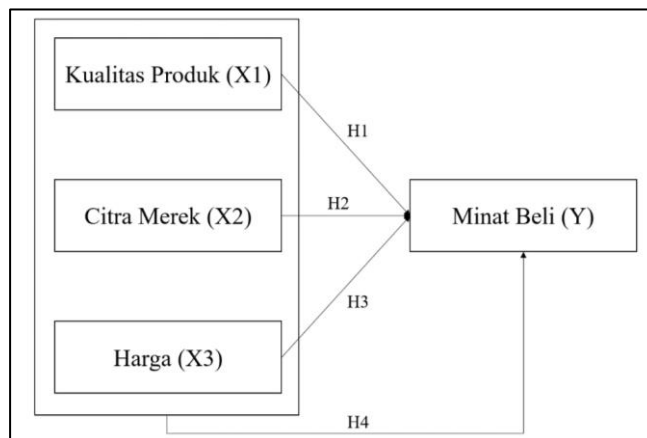 Kualitas Produk (X1)
H1
Citra Merek (X2)
H2
Minat Beli (Y)
H3
Harga (X3)
H4